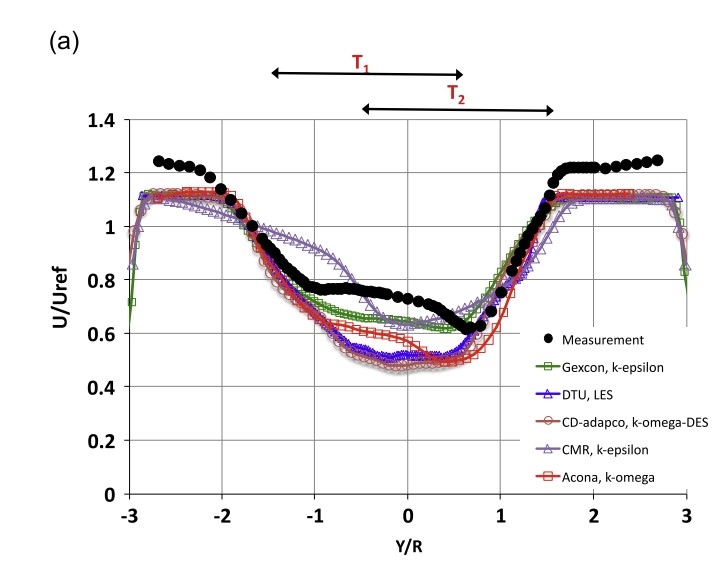 (a)
T1
T2
1.4
1.2
1
0.8
0.6
0.4
0.2
0
U/Uref
Measurement
Gexcon, k-epsilon
DTU, LES
CD-adapco, k-omega-DES
CMR, k-epsilon
Acona, k-omega
-3 -2 -1 0 1 2 3
Y/R